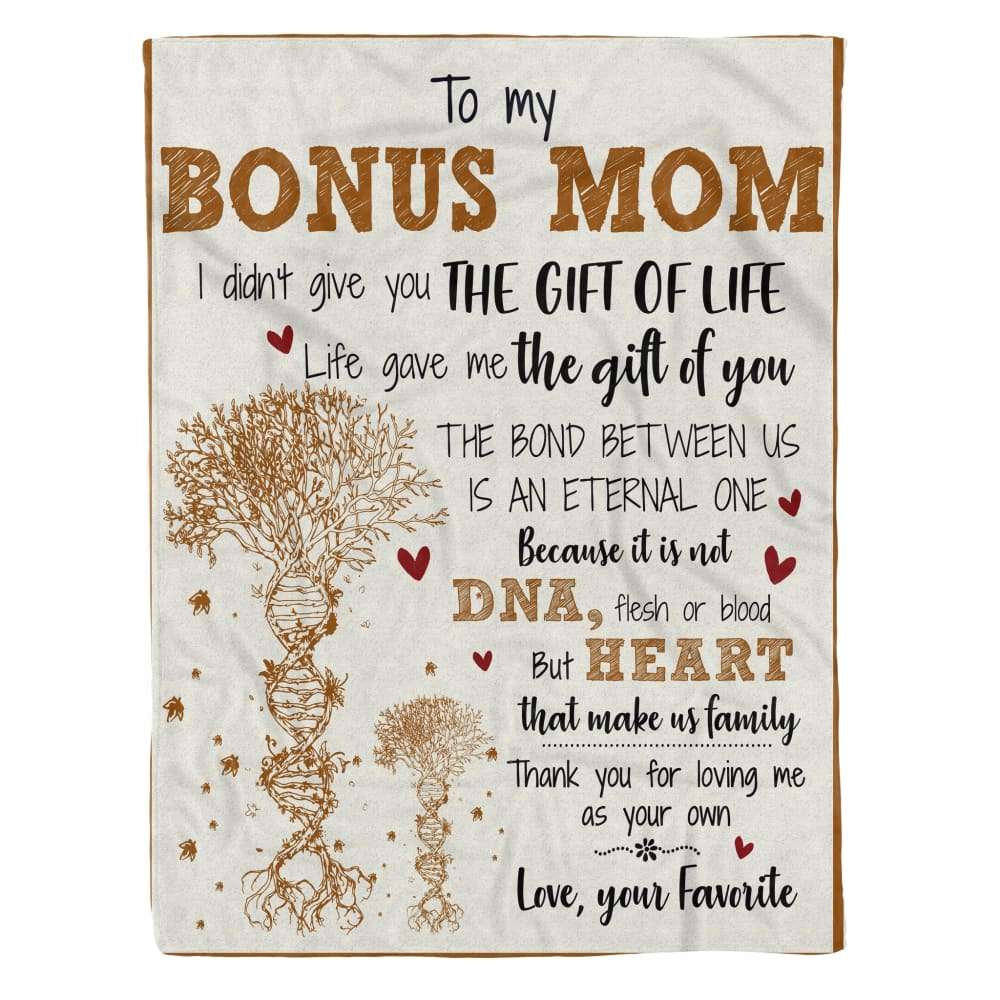 To my
BONUS MOM
I didn't give you THE GIFT OF LIFE
Life gave me the gift of you
THE BOND BETWEEN US
IS AN ETERNAL ONE
Because it is not
DNA, flesh or blood
But HEART
that make us family
Thank you for loving me
as your own
Love, your Favorite